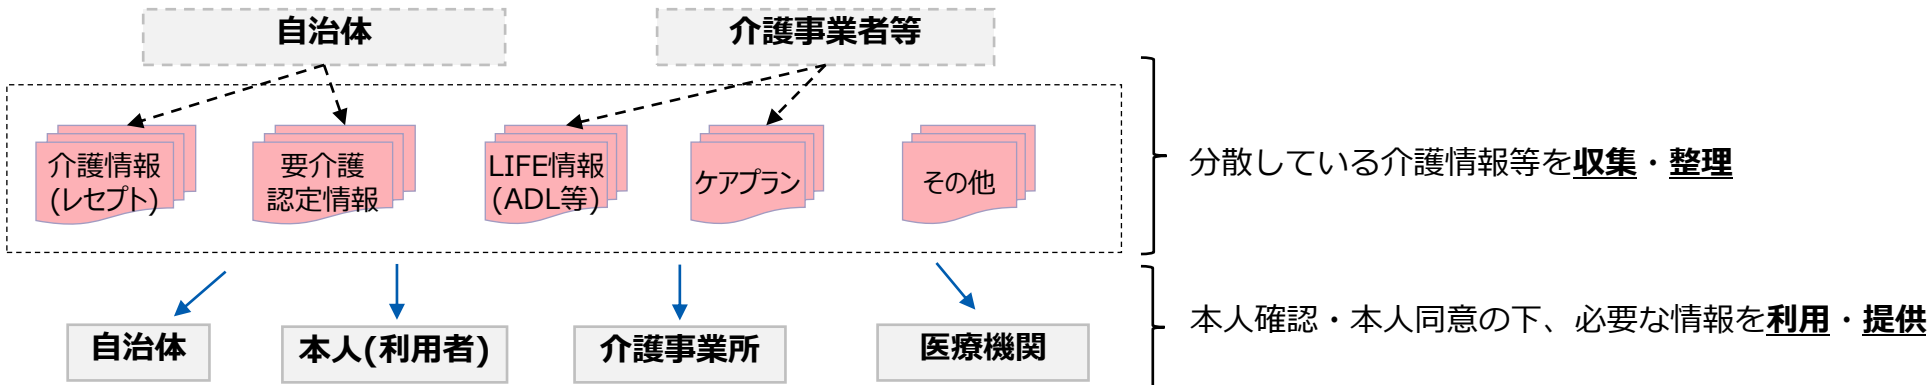 自治体
介護事業者等
介護情報
(レセプト)
要介護
認定情報
LIFE情報
(ADL等)
ケアプラン
その他
分散している介護情報等を収集・整理
自治体
本人(利用者)
介護事業所
医療機関
本人確認・本人同意の下、必要な情報を利用・提供